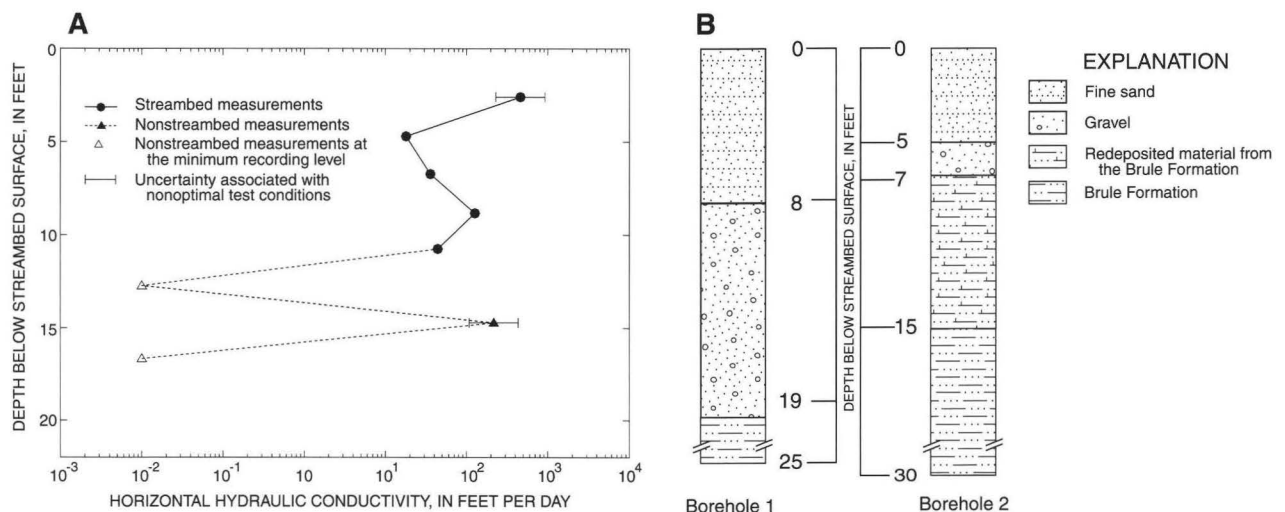 A
DEPTH BELOW STREAMBED SURFACE, IN FEET
0
5
10
15
20
Streambed measurements
Nonstreambed measurements
Nonstreambed measurements at
the minimum recording level
Uncertainty associated with
nonoptimal test conditions
10-3 10-2 10-1 100 101 102 103 104
HORIZONTAL HYDRAULIC CONDUCTIVITY, IN FEET PER DAY
B
0
8
19
25
Borehole 1
DEPTH BELOW STREAMBED SURFACE, IN FEET
0
5
7
15
30
Borehole 2
EXPLANATION
Fine sand
Gravel
Redeposited material from
the Brule Formation
Brule Formation